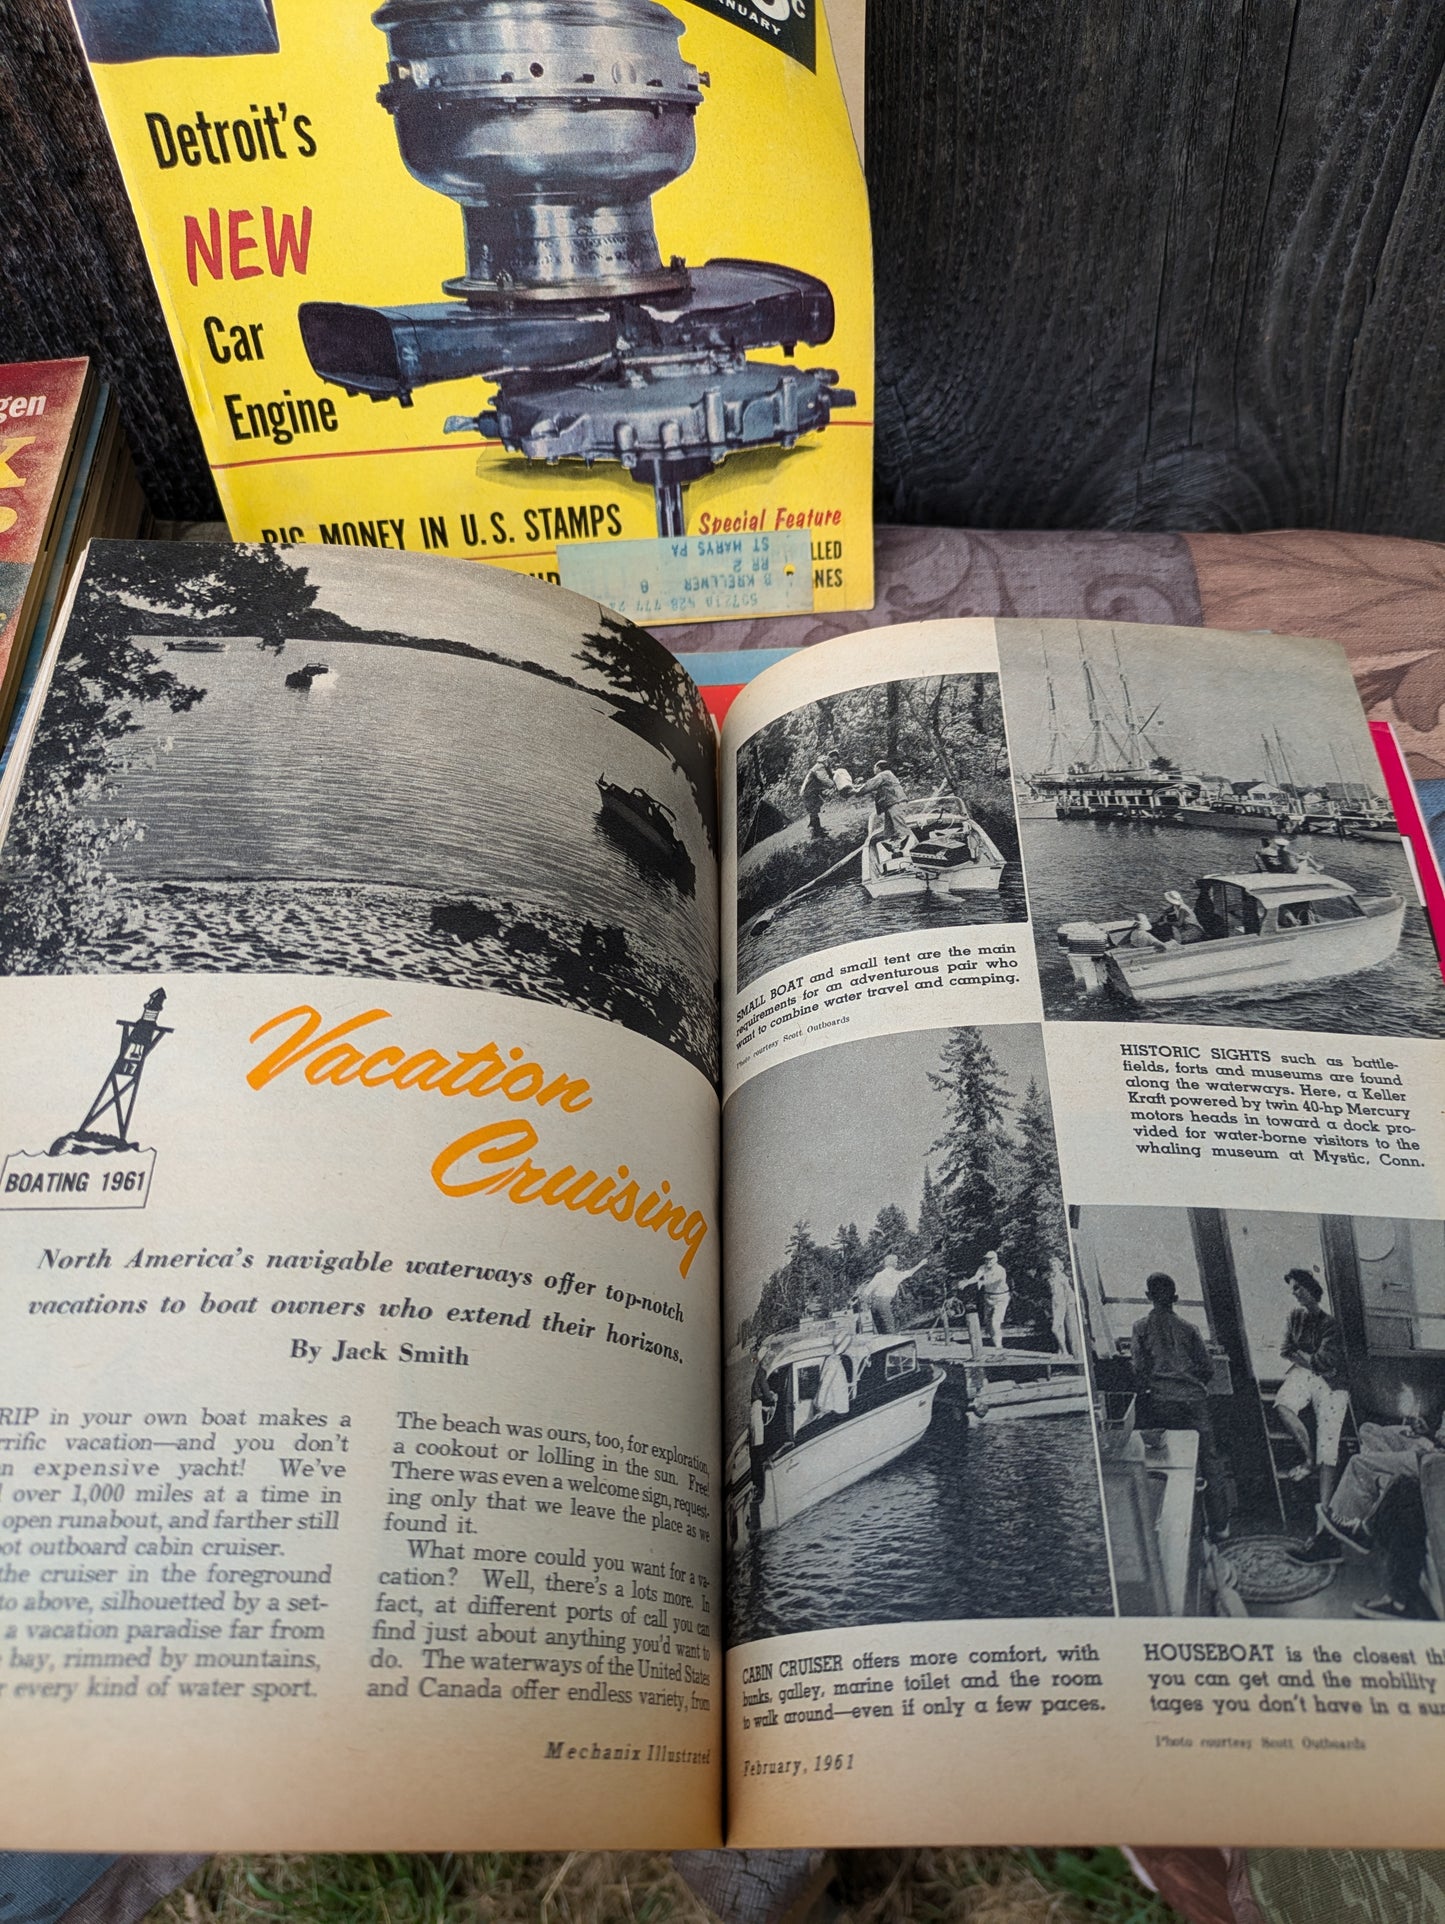 ANUARY
C
Detroit's
NEW
Car
Engine
BIG MONEY IN U.S. STAMPS
Special Feature
LLED
NES
ST MARYS PA
RR 2
B KRELLNER 0
gen
BOATING 1961
Vacation
Cruising
North America's navigable waterways offer top-notch
vacations to boat owners who extend their horizons.
By Jack Smith
RIP in your own boat makes a
rific vacation—and you don't
n expensive yacht! We've
over 1,000 miles at a time in
open runabout, and farther still
ot outboard cabin cruiser.
the cruiser in the foreground
to above, silhouetted by a set-
a vacation paradise far from
bay, rimmed by mountains,
r every kind of water sport.
The beach was ours, too, for exploration,
a cookout or lolling in the sun. Free!
There was even a welcome sign, request-
ing only that we leave the place as we
found it.
What more could you want for a va-
cation? Well, there's a lots more. In
fact, at different ports of call you can
find just about anything you'd want to
do. The waterways of the United States
and Canada offer endless variety, from
Mechanix Illustrated
SMALL BOAT and small tent are the main
requirements for an adventurous pair who
want to combine water travel and camping.
Photo courtesy Scott Outboards
HISTORIC SIGHTS such as battle-
fields, forts and museums are found
along the waterways. Here, a Keller
Kraft powered by twin 40-hp Mercury
motors heads in toward a dock pro-
vided for water-borne visitors to the
whaling museum at Mystic, Conn.
CABIN CRUISER offers more comfort, with
bunks, galley, marine toilet and the room
to walk around—even if only a few paces.
HOUSEBOAT is the closest th
you can get and the mobility
tages you don't have in a su
Photo courtesy Scott Outboards
February, 1961